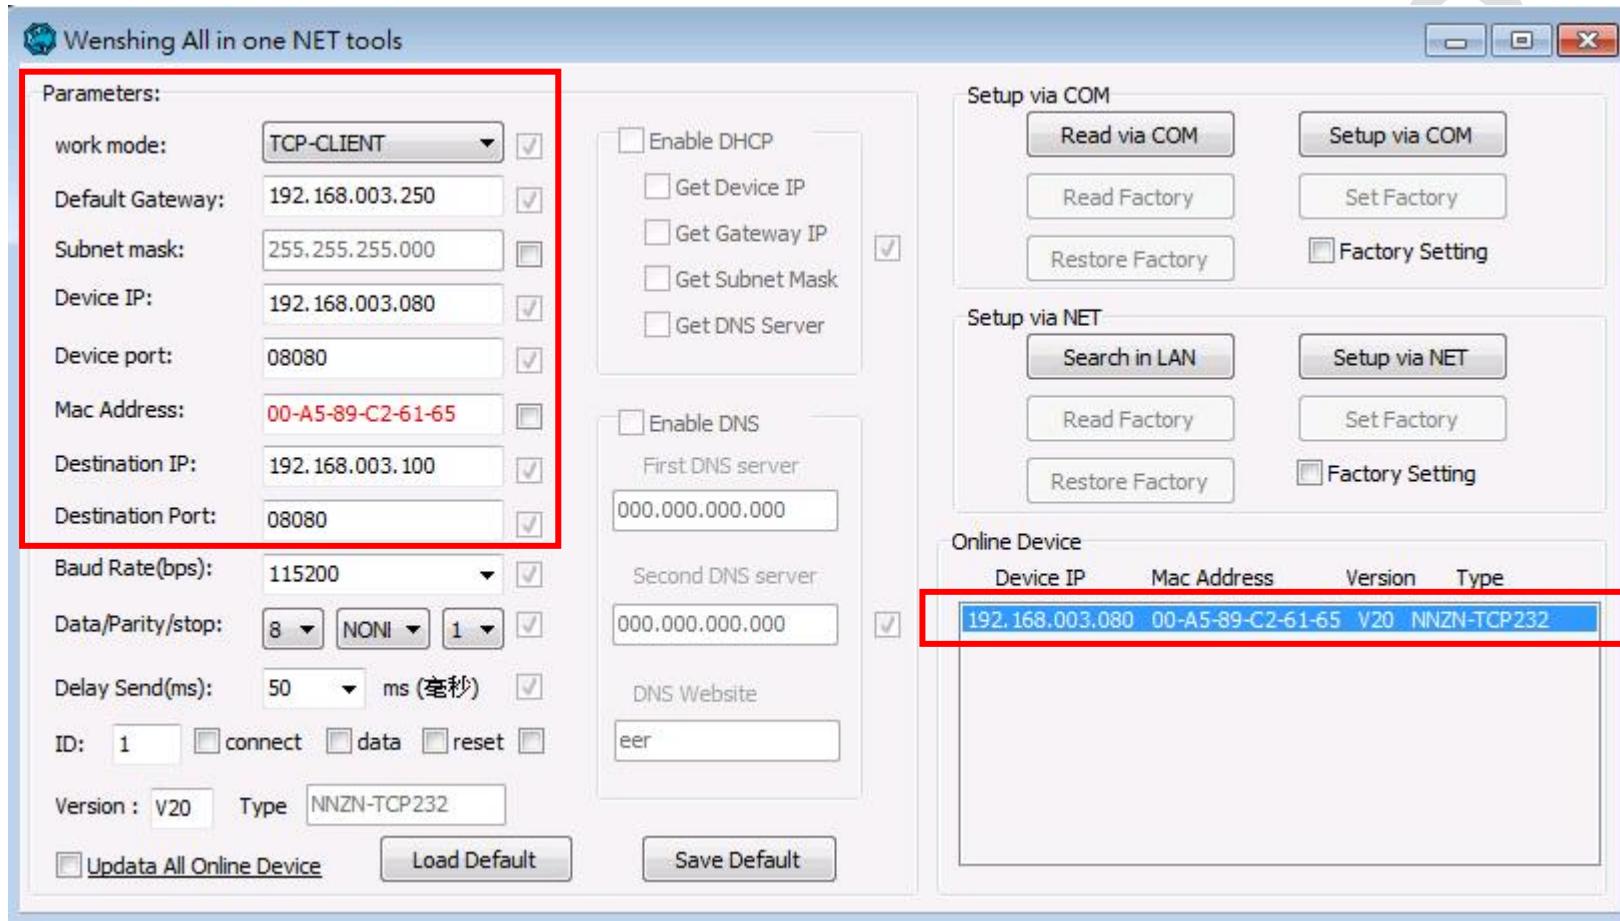 Wenshing All in one NET tools
Parameters:
work mode: TCP-CLIENT
Default Gateway: 192.168.003.250
Subnet mask: 255.255.255.000
Device IP: 192.168.003.080
Device port: 08080
Mac Address: 00-A5-89-C2-61-65
Destination IP: 192.168.003.100
Destination Port: 08080
Baud Rate(bps): 115200
Data/Parity/stop: 8 NONI 1
Delay Send(ms): 50 ms (毫秒)
ID: 1 connect data reset
Version : V20 Type NNZN-TCP232
Updata All Online Device Load Default Save Default
Enable DHCP
Get Device IP
Get Gateway IP
Get Subnet Mask
Get DNS Server
Enable DNS
First DNS server
000.000.000.000
Second DNS server
000.000.000.000
DNS Website
eer
Setup via COM
Read via COM Setup via COM
Read Factory Set Factory
Restore Factory Factory Setting
Setup via NET
Search in LAN Setup via NET
Read Factory Set Factory
Restore Factory Factory Setting
Online Device
Device IP Mac Address Version Type
192.168.003.080 00-A5-89-C2-61-65 V20 NNZN-TCP232